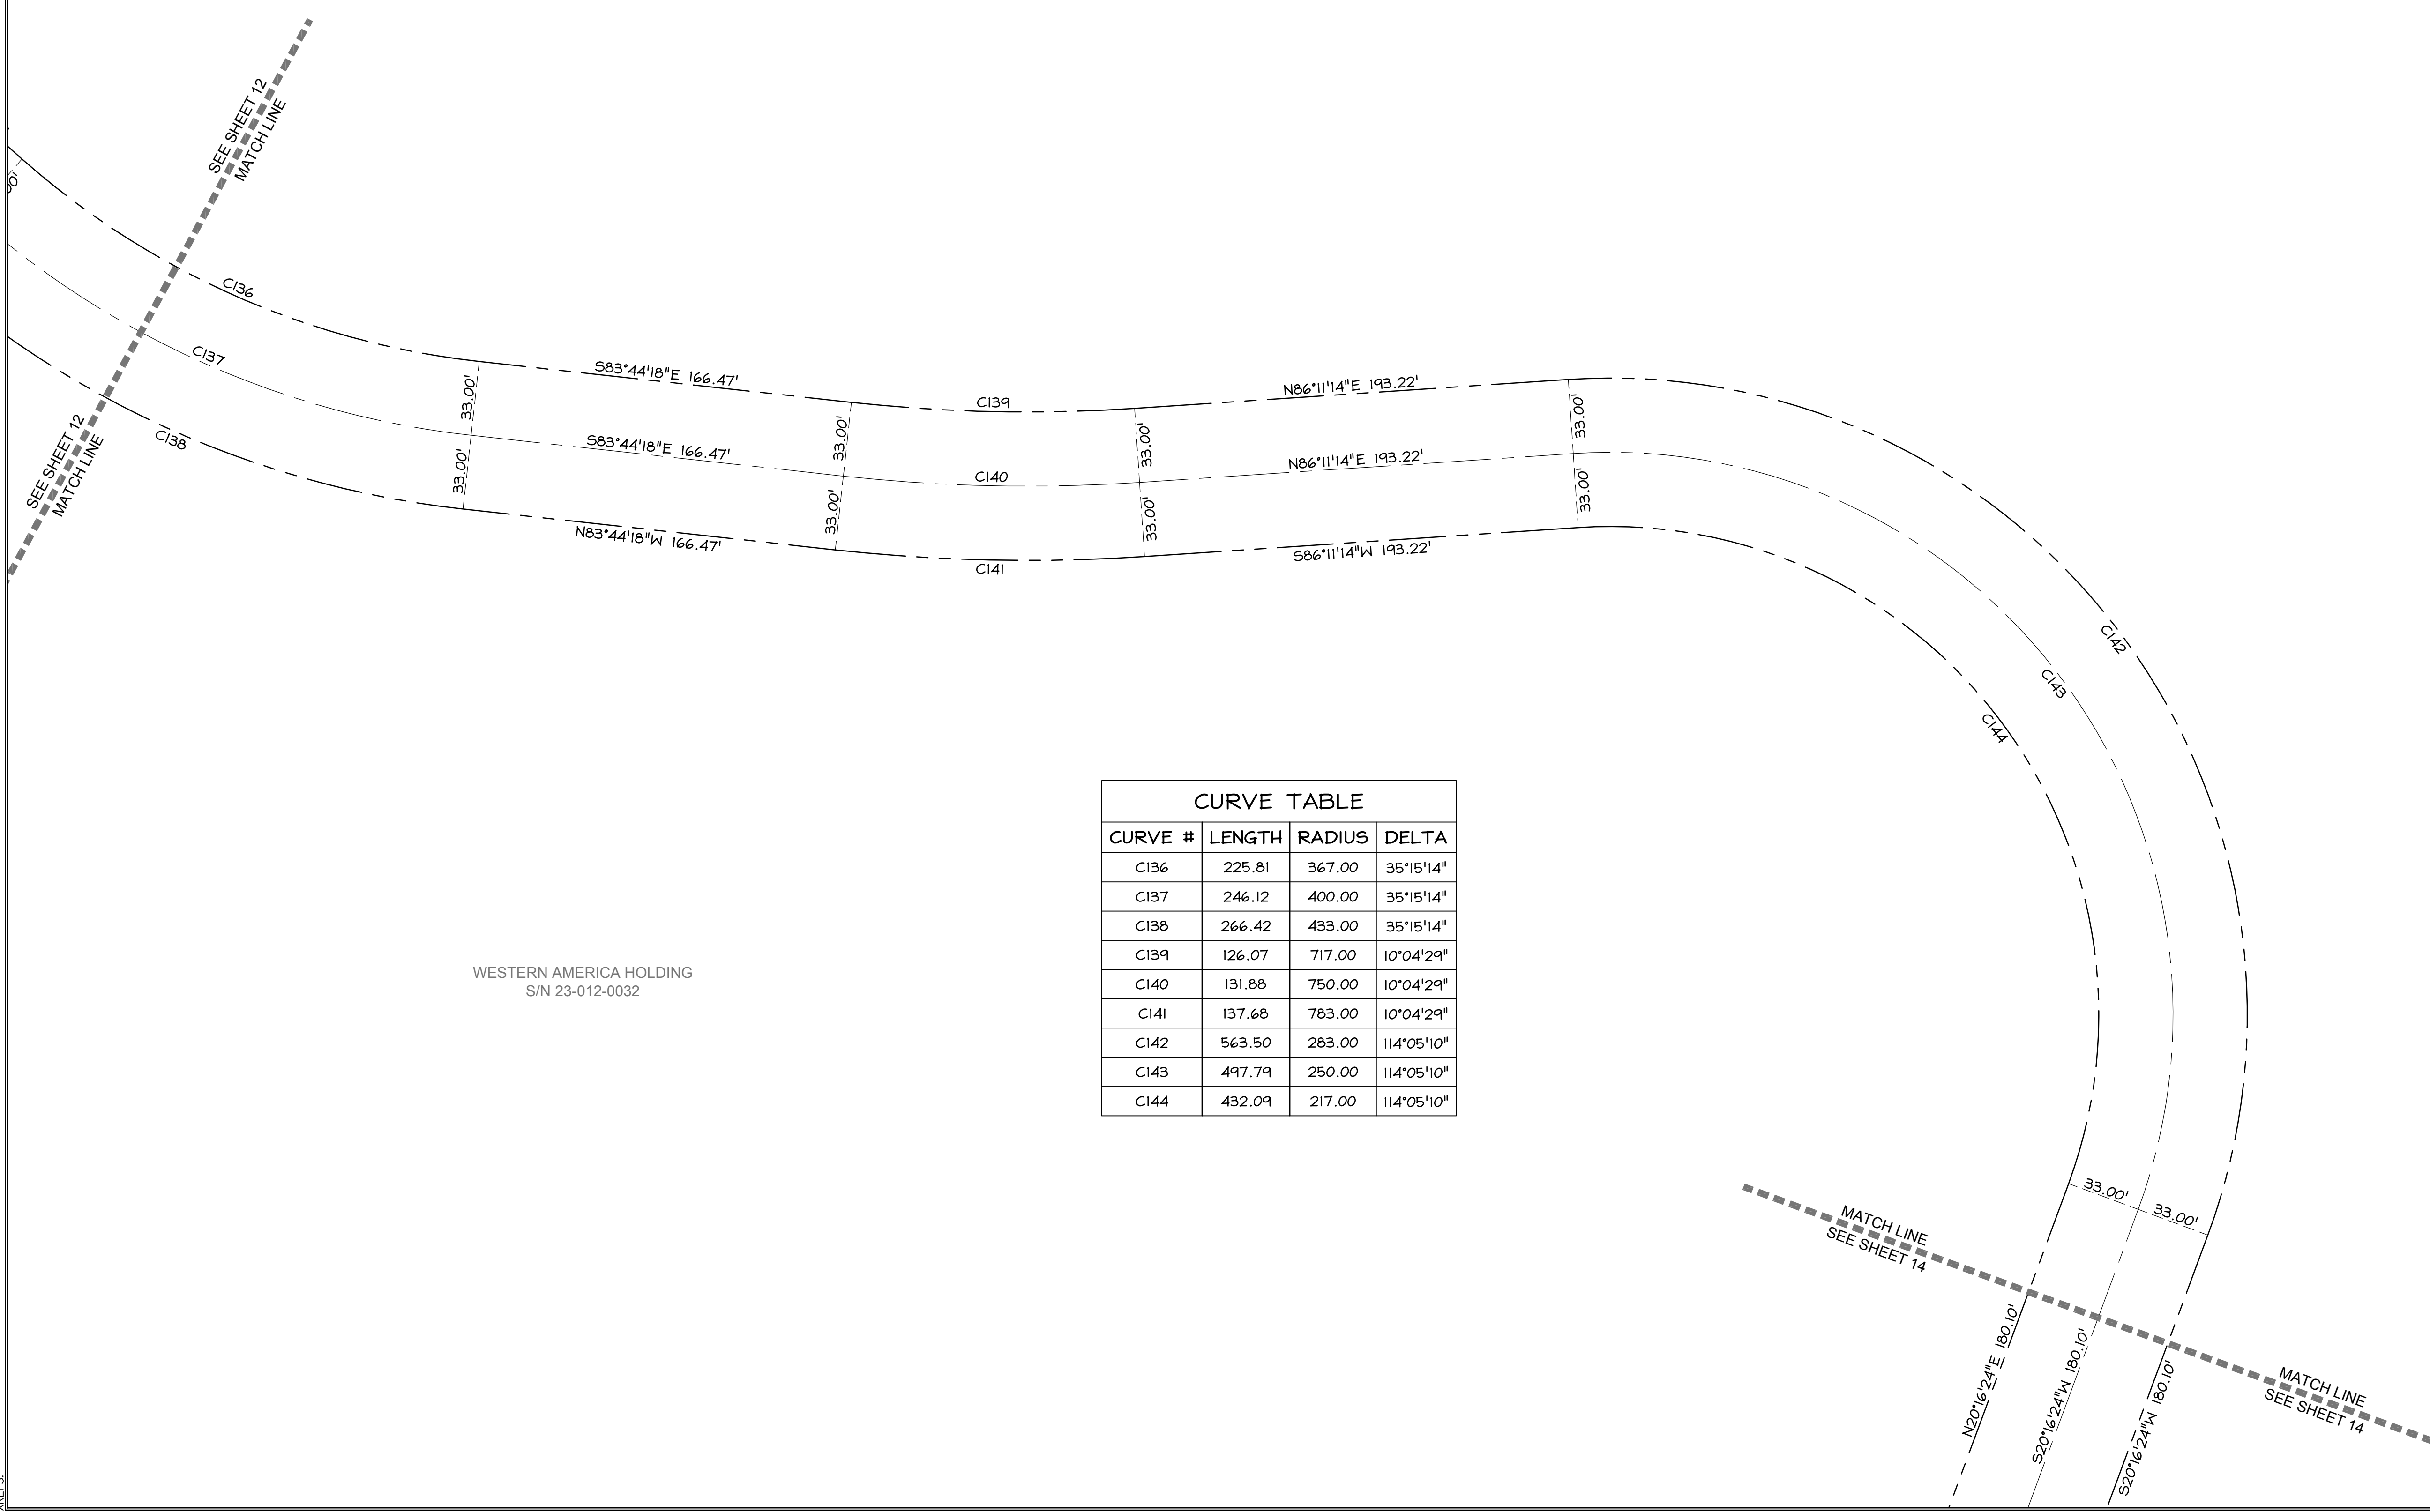 SEE SHEET 12
MATCH LINE
C136
C137
C138
SEE SHEET 12
MATCH LINE
33.00'
33.00'
S83°44'18"E 166.47'
S83°44'18"E 166.47'
N83°44'18"W 166.47'
33.00'
33.00'
C139
C140
C141
33.00'
33.00'
N86°11'14"E 193.22'
N86°11'14"E 193.22'
S86°11'14"W 193.22'
33.00'
33.00'
C142
C143
C144
CURVE TABLE
CURVE # LENGTH RADIUS DELTA
C136 225.81 367.00 35°15'14"
C137 246.12 400.00 35°15'14"
C138 266.42 433.00 35°15'14"
C139 126.07 717.00 10°04'29"
C140 131.88 750.00 10°04'29"
C141 137.68 783.00 10°04'29"
C142 563.50 283.00 114°05'10"
C143 497.79 250.00 114°05'10"
C144 432.09 217.00 114°05'10"
WESTERN AMERICA HOLDING
S/N 23-012-0032
33.00'
33.00'
MATCH LINE
SEE SHEET 14
N20°16'24"E 180.10'
S20°16'24"W 180.10'
S20°16'24"W 180.10'
MATCH LINE
SEE SHEET 14